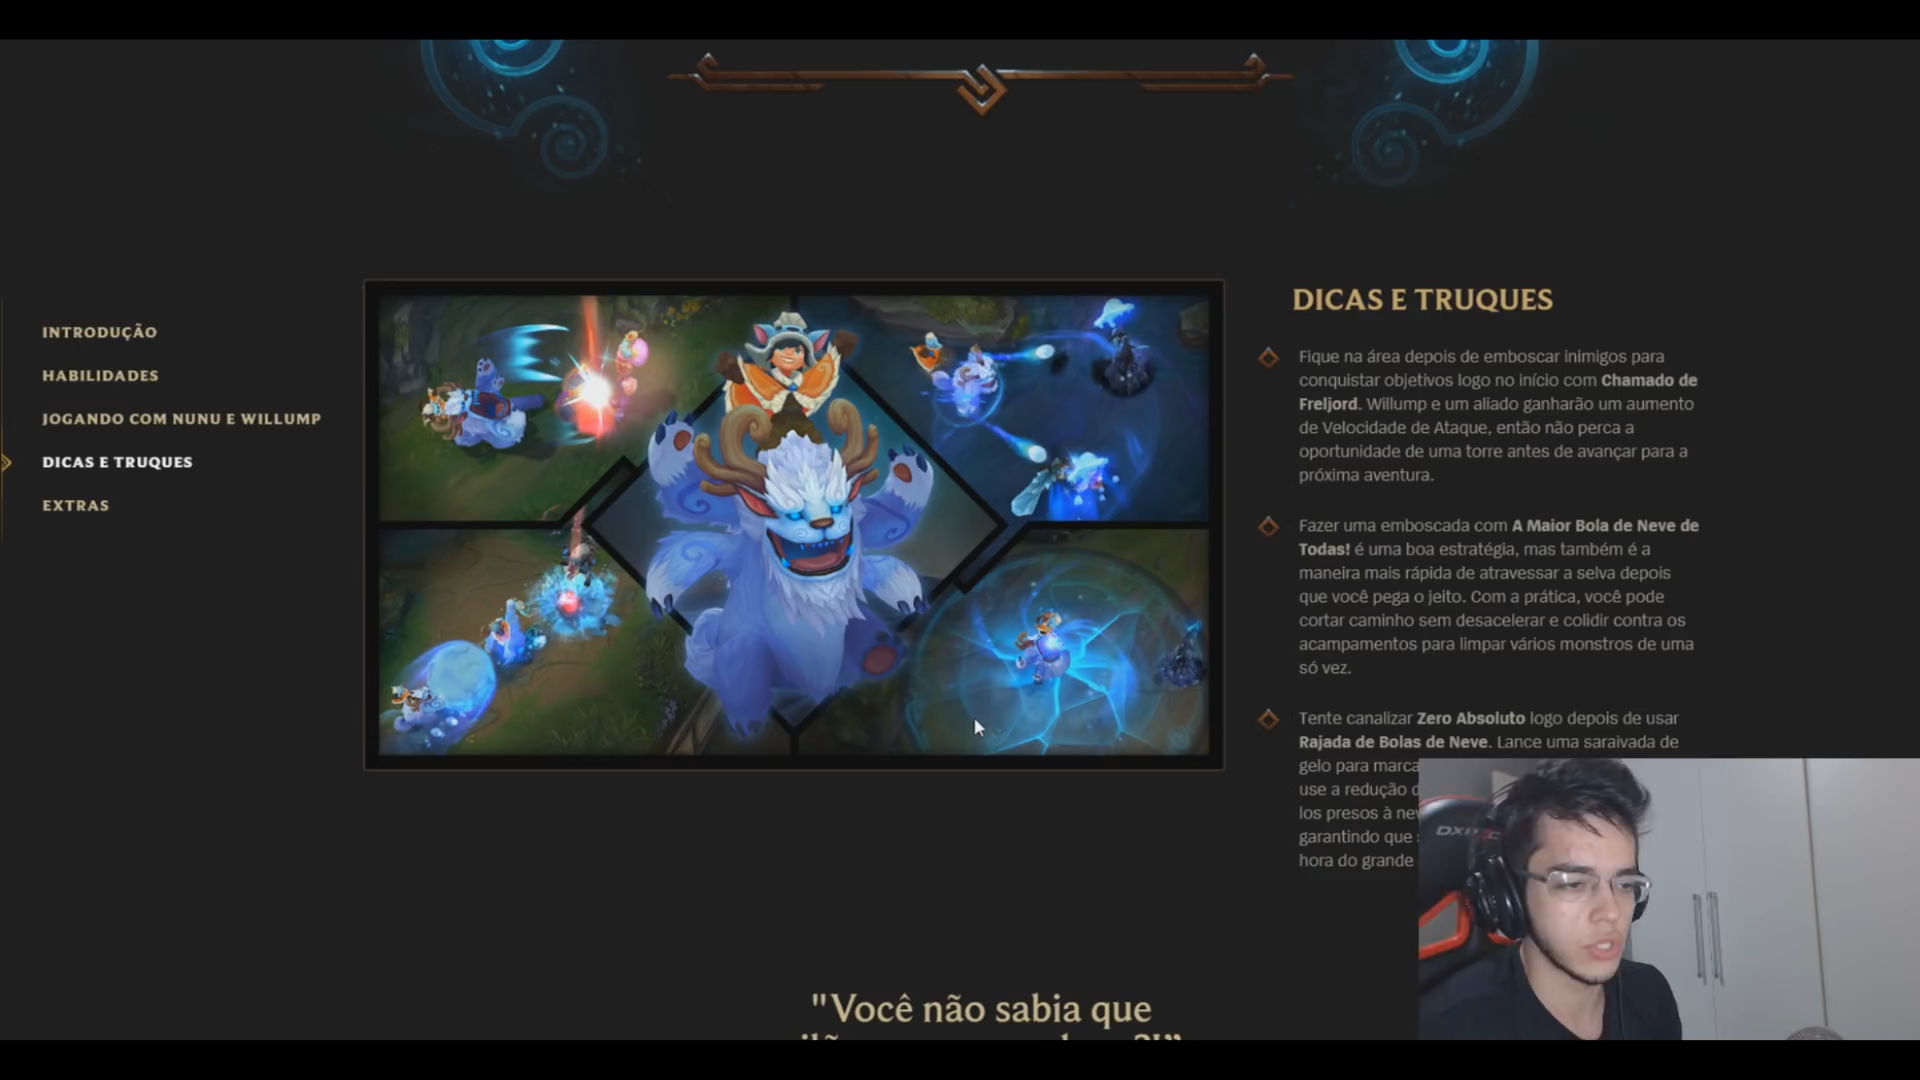 INTRODUÇÃO
HABILIDADES
JOGANDO COM NUNU E WILLUMP
DICAS E TRUQUES
EXTRAS
DICAS E TRUQUES
Fique na área depois de emboscar inimigos para
conquistar objetivos logo no início com Chamado de
Freljord. Willump e um aliado ganharão um aumento
de Velocidade de Ataque, então não perca a
oportunidade de uma torre antes de avançar para a
próxima aventura.
Fazer uma emboscada com A Maior Bola de Neve de
Todas! é uma boa estratégia, mas também é a
maneira mais rápida de atravessar a selva depois
que você pega o jeito. Com a prática, você pode
cortar caminho sem desacelerar e colidir contra os
acampamentos para limpar vários monstros de uma
só vez.
Tente canalizar Zero Absoluto logo depois de usar
Rajada de Bolas de Neve. Lance uma saraivada de
gelo para marca
use a redução
los presos à
garantindo que
hora do grande
"Você não sabia que